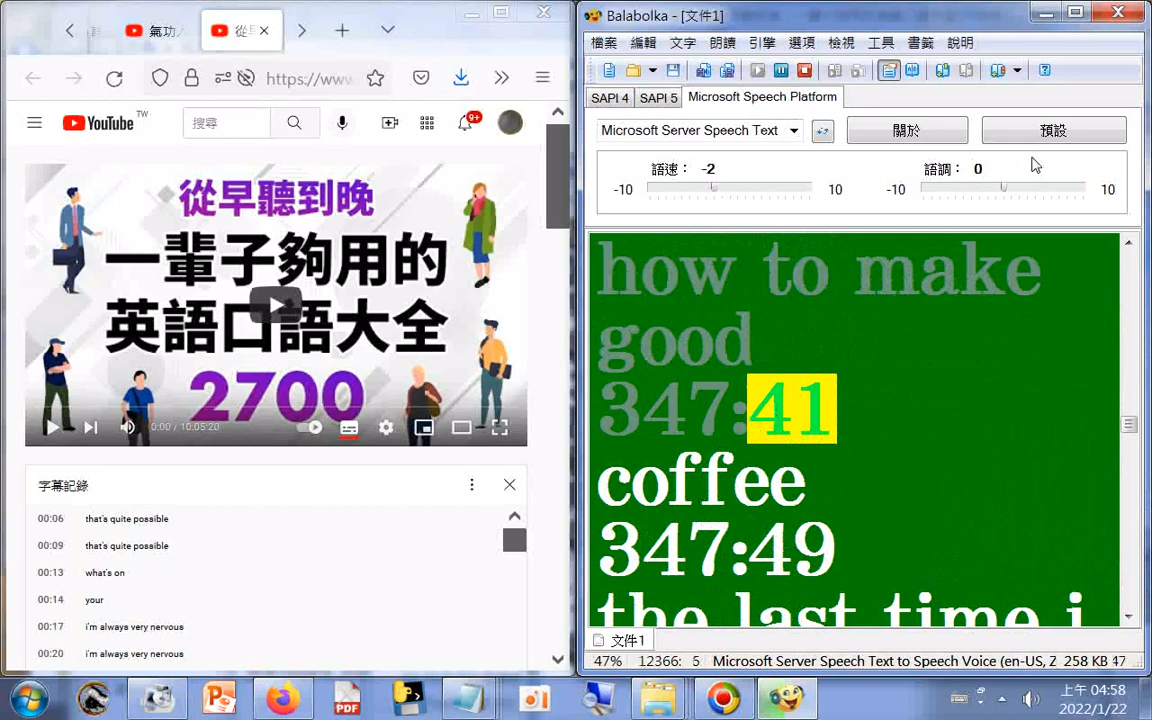 氣功
從
https://www
YouTube TW
搜尋
9+
從早聽到晚
一輩子夠用的
英語口語大全
2700
0:00 / 10:05:20
字幕記錄
00:06 that's quite possible
00:09 that's quite possible
00:13 what's on
00:14 your
00:17 i'm always very nervous
00:20 i'm always very nervous
Balabolka - [文件1]
檔案 編輯 文字 朗讀 引擎 選項 檢視 工具 書籤 說明
SAPI 4 SAPI 5 Microsoft Speech Platform
Microsoft Server Speech Text 關於 預設
語速： -2 語調： 0
-10 10 -10 10
how to make
good
347:41
coffee
347:49
the last time i
文件1
47% 12366: 5 Microsoft Server Speech Text to Speech Voice (en-US, Z 258 KB 47
PDF
上午 04:58
2022/1/22